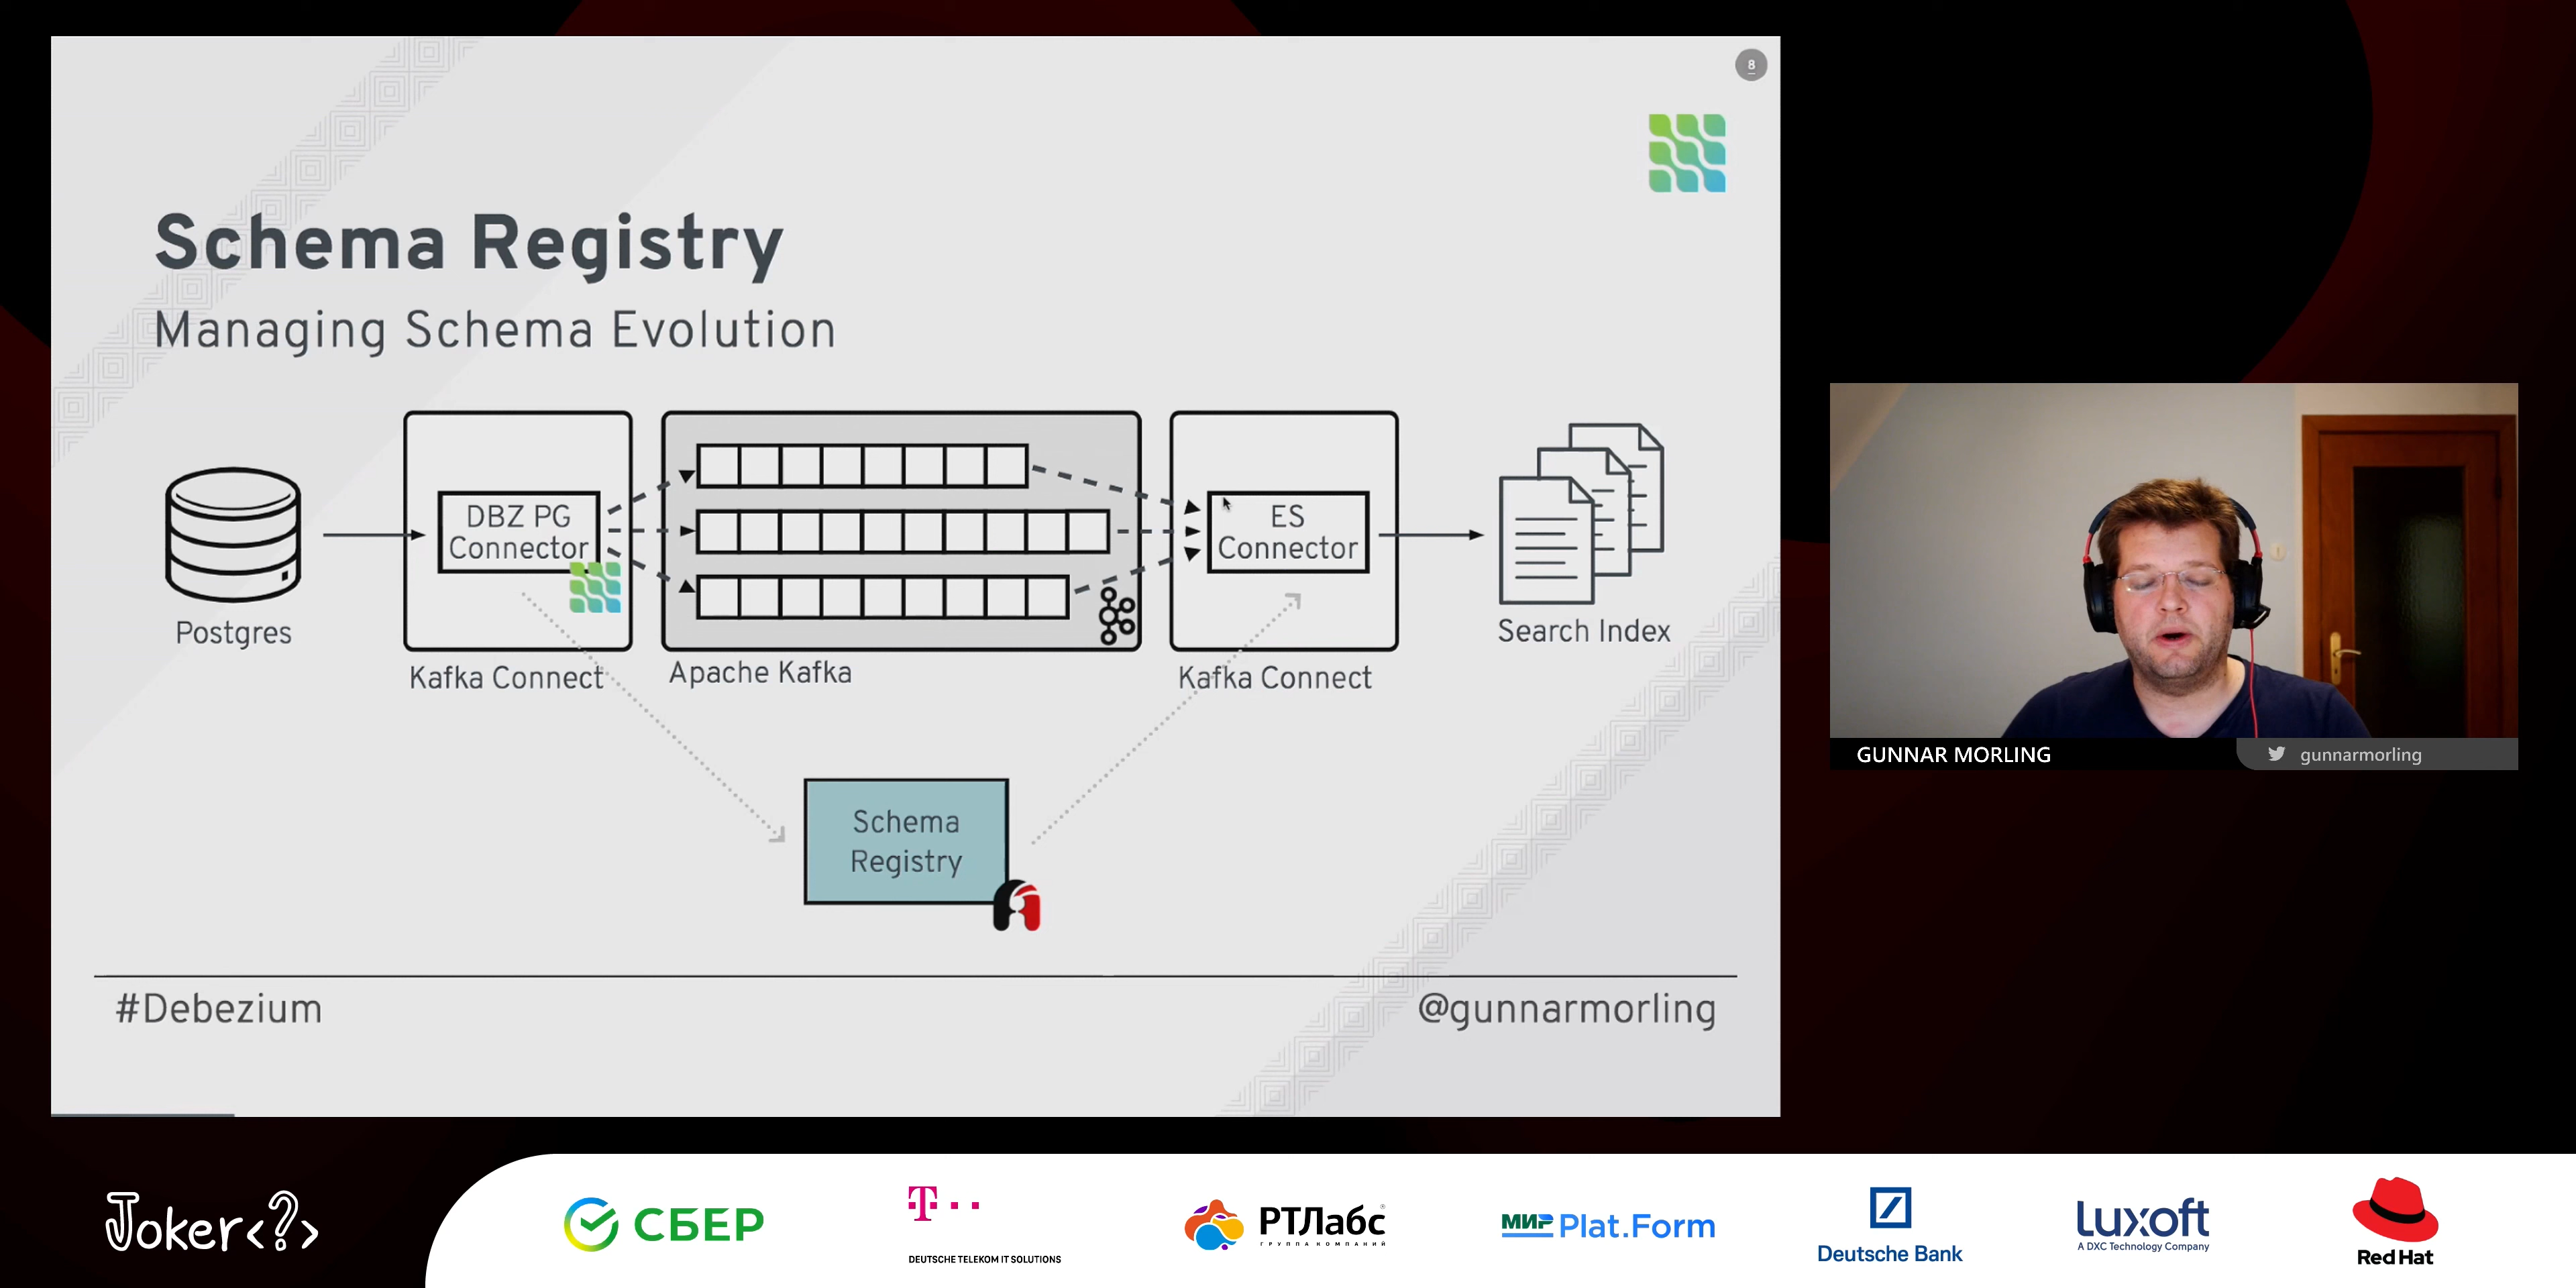 8
Schema Registry
Managing Schema Evolution
DBZ PG
Connector
ES
Connector
Postgres
Kafka Connect
Apache Kafka
Kafka Connect
Search Index
Schema
Registry
#Debezium
@gunnarmorling
GUNNAR MORLING
gunnarmorling
Joker<?>
СБЕР
T
DEUTSCHE TELEKOM IT SOLUTIONS
РТЛабс
ГРУППА КОМПАНИЙ
МИР Plat.Form
Deutsche Bank
Luxoft
A DXC Technology Company
Red Hat